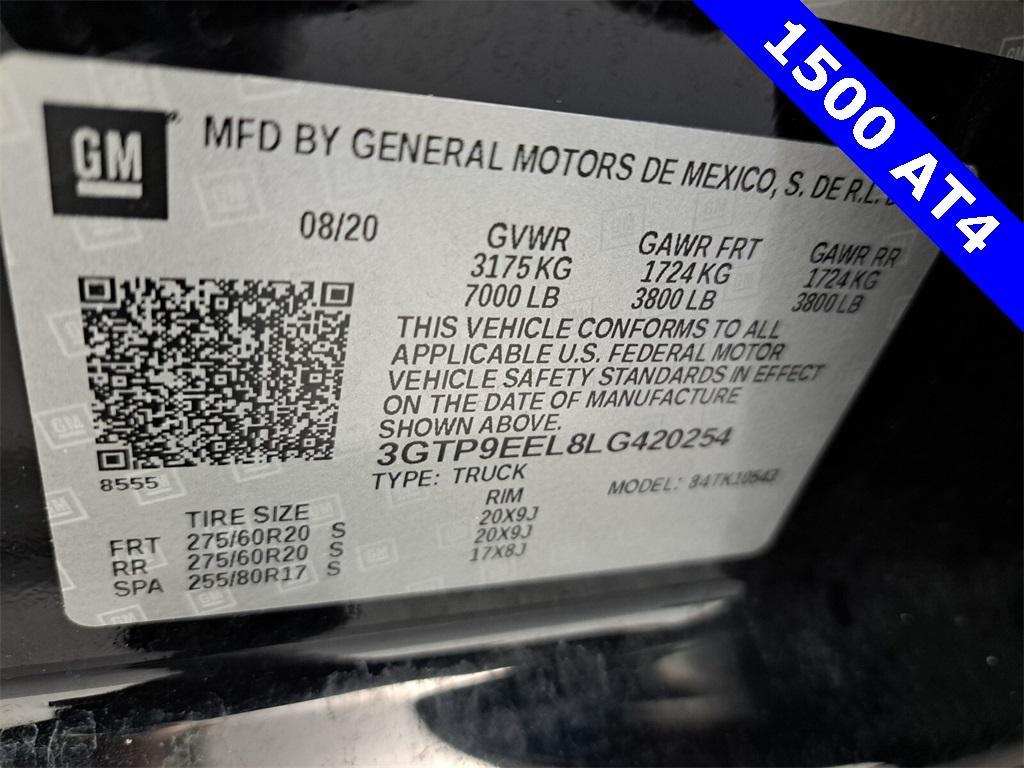 1500 AT4
GM
MFD BY GENERAL MOTORS DE MEXICO, S. DE R.L.
08/20
GVWR GAWR FRT GAWR RR
3175 KG 1724 KG 1724 KG
7000 LB 3800 LB 3800 LB
THIS VEHICLE CONFORMS TO ALL
APPLICABLE U.S. FEDERAL MOTOR
VEHICLE SAFETY STANDARDS IN EFFECT
ON THE DATE OF MANUFACTURE
SHOWN ABOVE.
3GTP9EEL8LG420254
8555
TYPE: TRUCK MODEL: 84TK10543
TIRE SIZE RIM
FRT 275/60R20 S 20X9J
RR 275/60R20 S 20X9J
SPA 255/80R17 S 17X8J